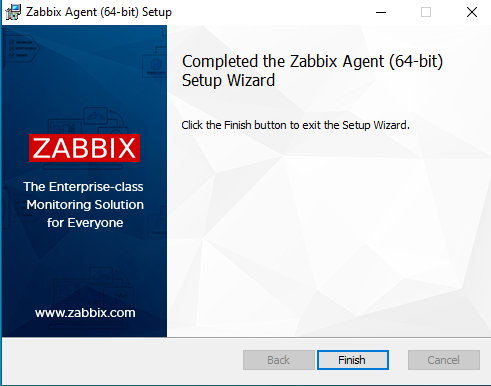 Zabbix Agent (64-bit) Setup
Completed the Zabbix Agent (64-bit)
Setup Wizard
Click the Finish button to exit the Setup Wizard.
ZABBIX
The Enterprise-class
Monitoring Solution
for Everyone
www.zabbix.com
Back
Finish
Cancel